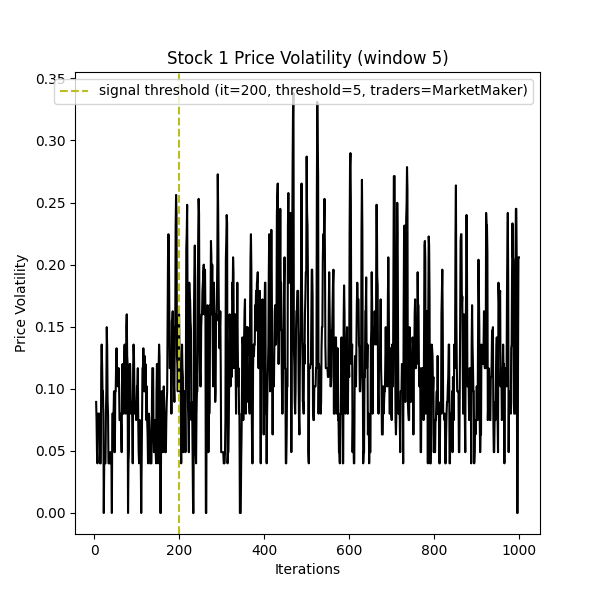 Stock 1 Price Volatility (window 5)
signal threshold (it=200, threshold=5, traders=MarketMaker)
0.35
0.30
0.25
0.20
0.15
0.10
0.05
0.00
Price Volatility
0 200 400 600 800 1000
Iterations